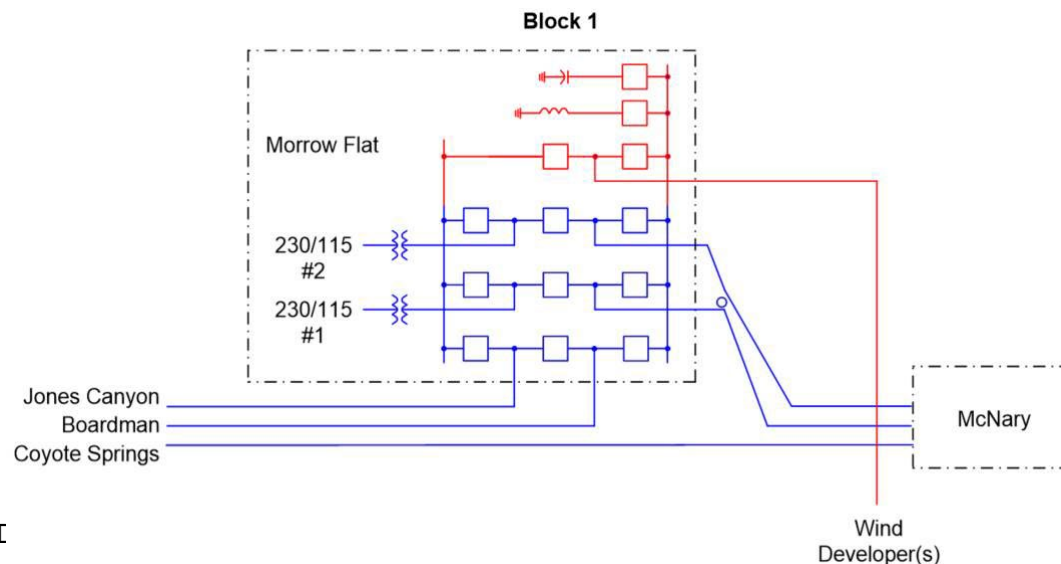 Block 1
Morrow Flat
230/115
#2
230/115
#1
Jones Canyon
Boardman
Coyote Springs
McNary
Wind
Developer(s)